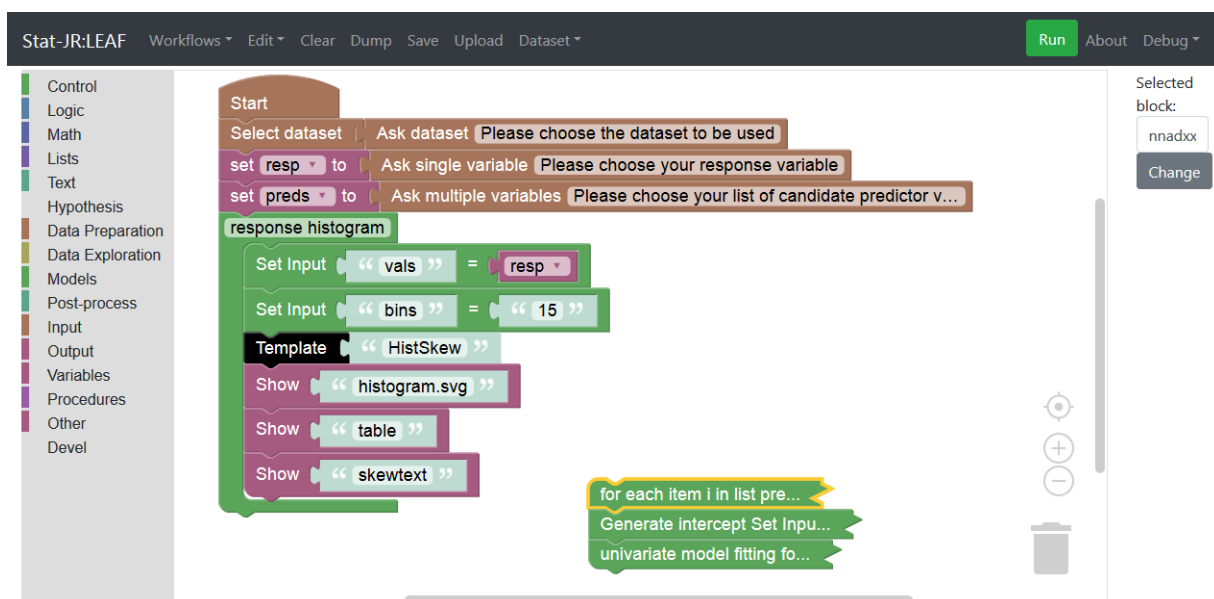 Stat-JR:LEAF Workflows Edit Clear Dump Save Upload Dataset Run About Debug
Control
Logic
Math
Lists
Text
Hypothesis
Data Preparation
Data Exploration
Models
Post-process
Input
Output
Variables
Procedures
Other
Devel
Start
Select dataset Ask dataset Please choose the dataset to be used
set resp to Ask single variable Please choose your response variable
set preds to Ask multiple variables Please choose your list of candidate predictor v...
response histogram
Set Input “ vals ” = resp
Set Input “ bins ” = “ 15 ”
Template “ HistSkew ”
Show “ histogram.svg ”
Show “ table ”
Show “ skewtext ”
for each item i in list pre...
Generate intercept Set Inpu...
univariate model fitting fo...
Selected
block:
nnadxx
Change